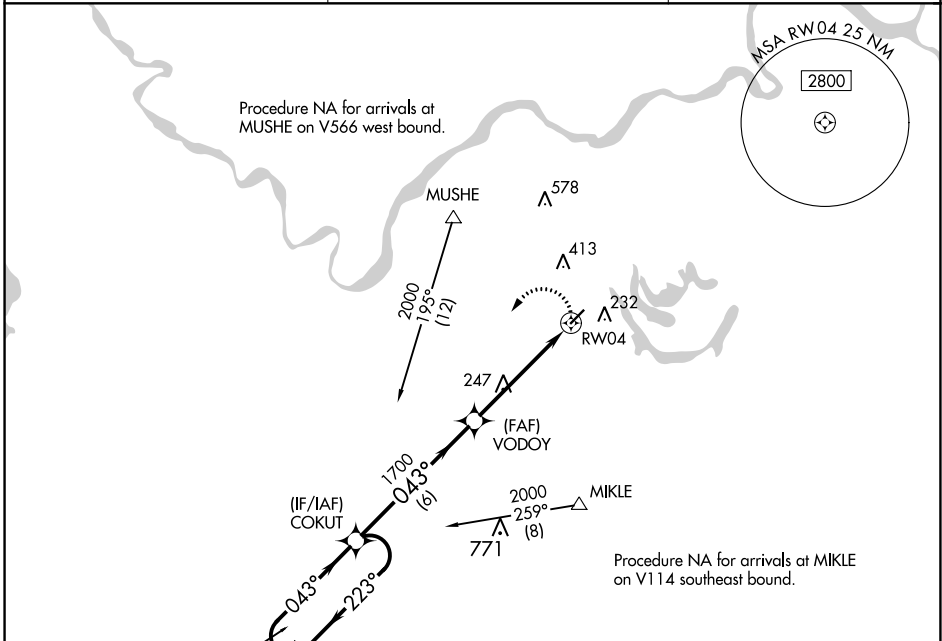 MSA RW04 25 NM
2800
Procedure NA for arrivals at
MUSHE on V566 west bound.
MUSHE
578
413
2000
195°
(12)
232
RW04
247
(FAF)
VODOY
1700
043°
(6)
(IF/IAF)
COKUT
2000
259°
(8)
MIKLE
771
Procedure NA for arrivals at MIKLE
on V114 southeast bound.
043°
223°